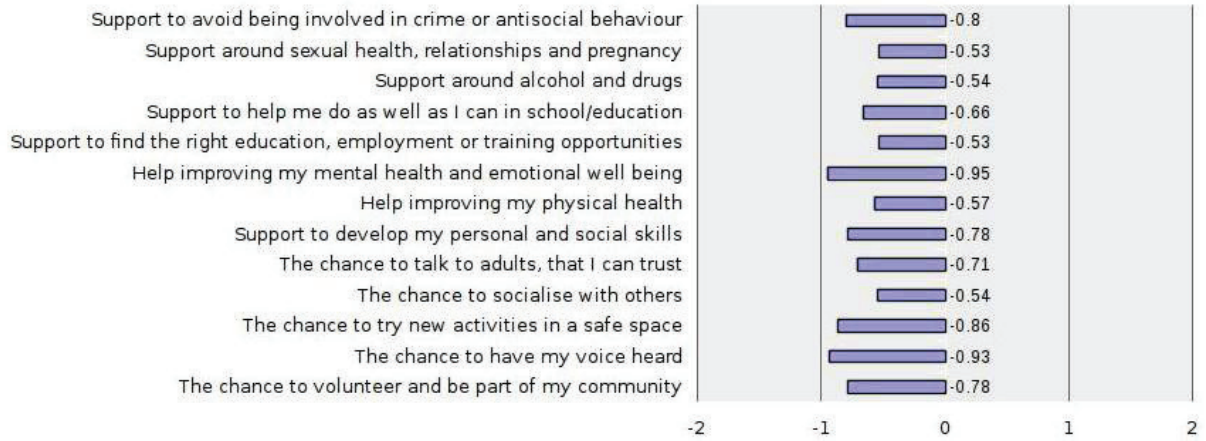 Support to avoid being involved in crime or antisocial behaviour -0.8
Support around sexual health, relationships and pregnancy -0.53
Support around alcohol and drugs -0.54
Support to help me do as well as I can in school/education -0.66
Support to find the right education, employment or training opportunities -0.53
Help improving my mental health and emotional well being -0.95
Help improving my physical health -0.57
Support to develop my personal and social skills -0.78
The chance to talk to adults, that I can trust -0.71
The chance to socialise with others -0.54
The chance to try new activities in a safe space -0.86
The chance to have my voice heard -0.93
The chance to volunteer and be part of my community -0.78
-2 -1 0 1 2